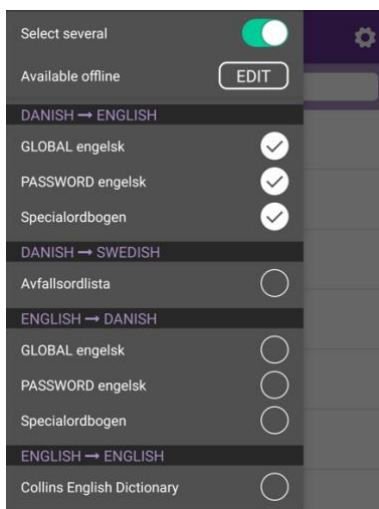 Select several
Available offline EDIT
DANISH → ENGLISH
GLOBAL engelsk
PASSWORD engelsk
Specialordbogen
DANISH → SWEDISH
Avfallsordlista
ENGLISH → DANISH
GLOBAL engelsk
PASSWORD engelsk
Specialordbogen
ENGLISH → ENGLISH
Collins English Dictionary